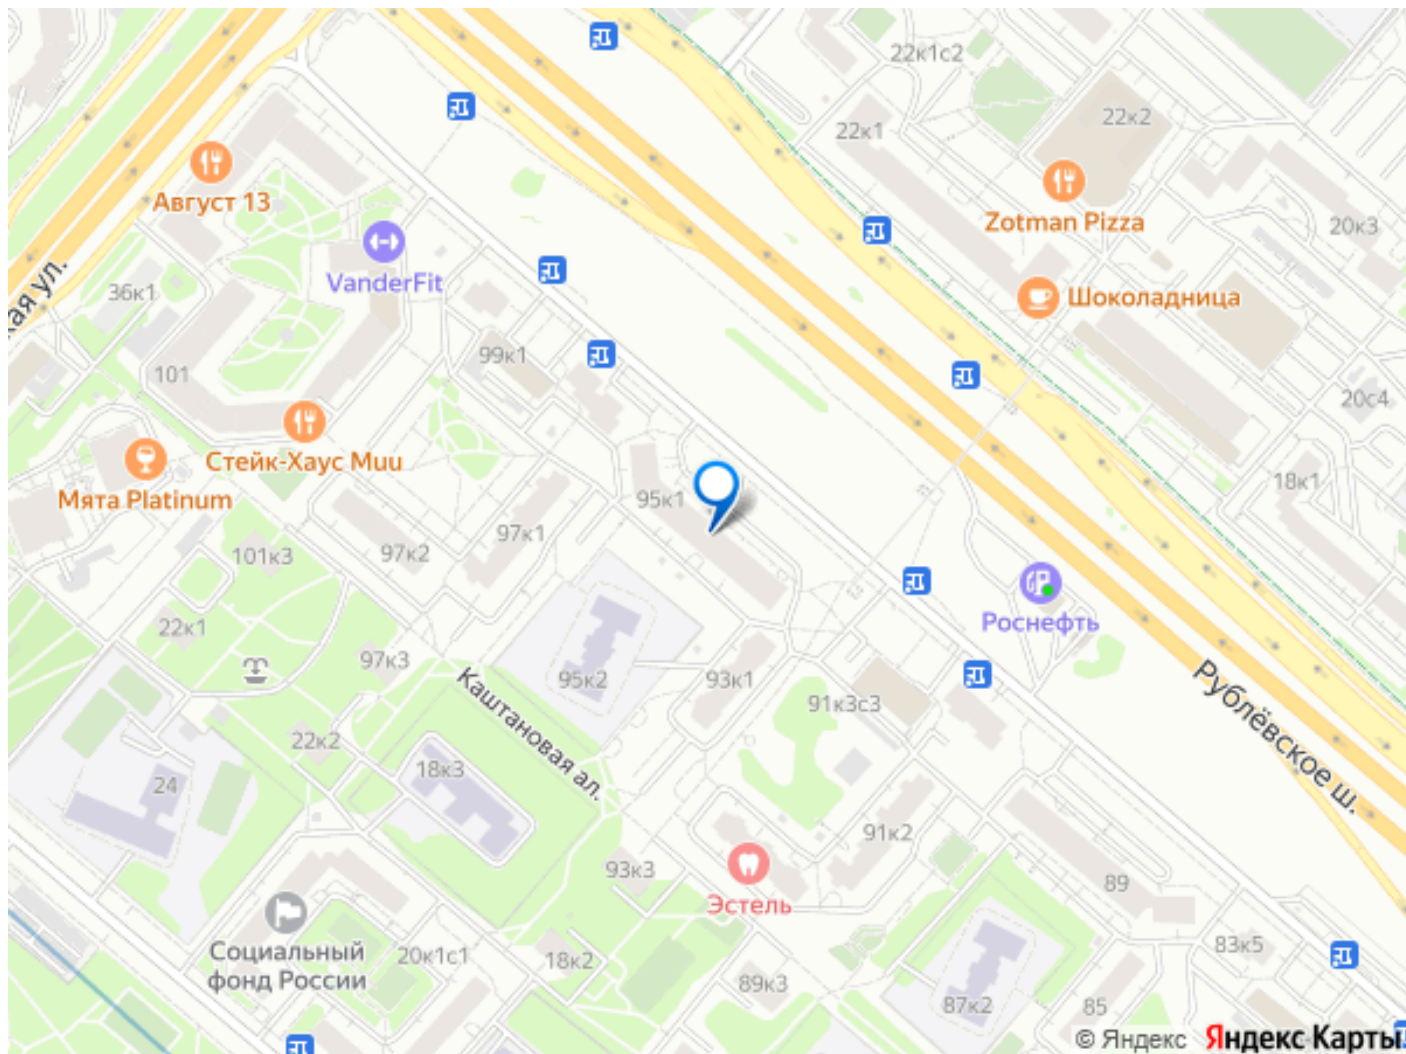 22к1с2
22к2
22к1
Август 13
Zotman Pizza
20к3
VanderFit
36к1
Шоколадница
кая ул.
99к1
101
20с4
Стейк-Хаус Muu
Мята Platinum
95к1
18к1
97к1
97к2
101к3
Роснефть
22к1
97к3
95к2
93к1
Каштановая ал.
91к3с3
Рублёвское ш.
22к2
18к3
24
91к2
93к3
89
Эстель
Социальный
фонд России
20к1с1
18к2
89к3
83к5
87к2
85
© Яндекс Яндекс Карты